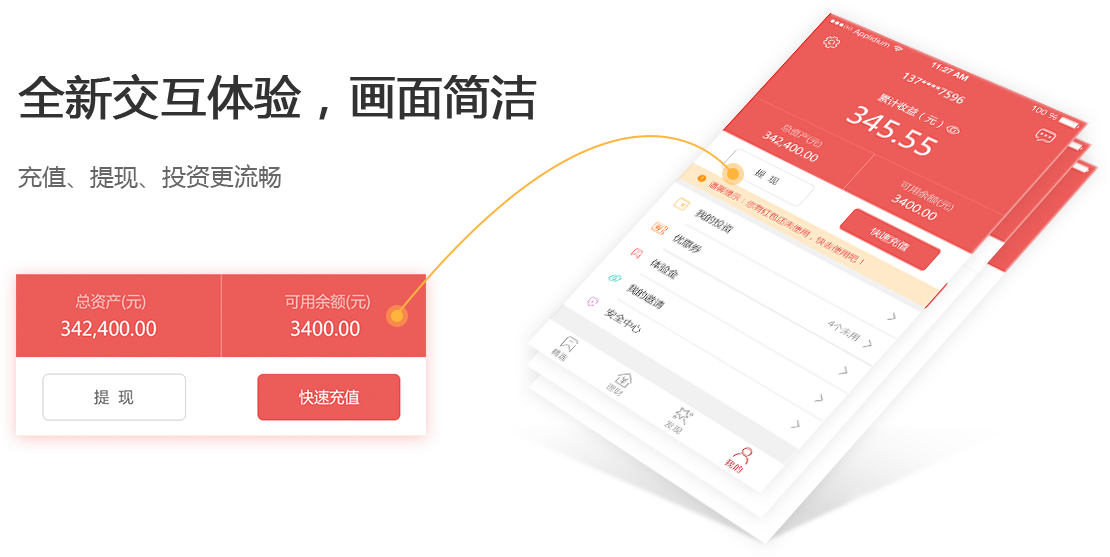 全新交互体验，画面简洁
充值、提现、投资更流畅
总资产(元)
342,400.00
可用余额(元)
3400.00
提 现
快速充值
Applidium
11:27 AM
100 %
137****7596
累计收益（元）
345.55
总资产(元)
342,400.00
可用余额(元)
3400.00
提 现
快速充值
温馨提示：您有红包还未使用，快去使用吧！
我的投资
优惠券
4个未用
体验金
我的邀请
安全中心
精选
理财
发现
我的